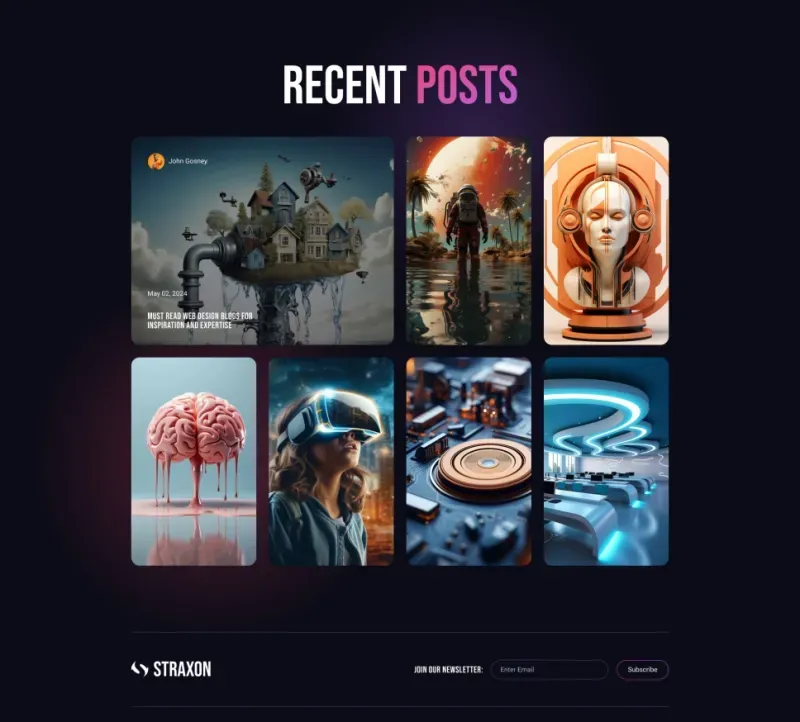 RECENT POSTS
John Gosney
May 02, 2024
MUST READ WEB DESIGN BLOGS FOR
INSPIRATION AND EXPERTISE
STRAXON
JOIN OUR NEWSLETTER:
Enter Email
Subscribe